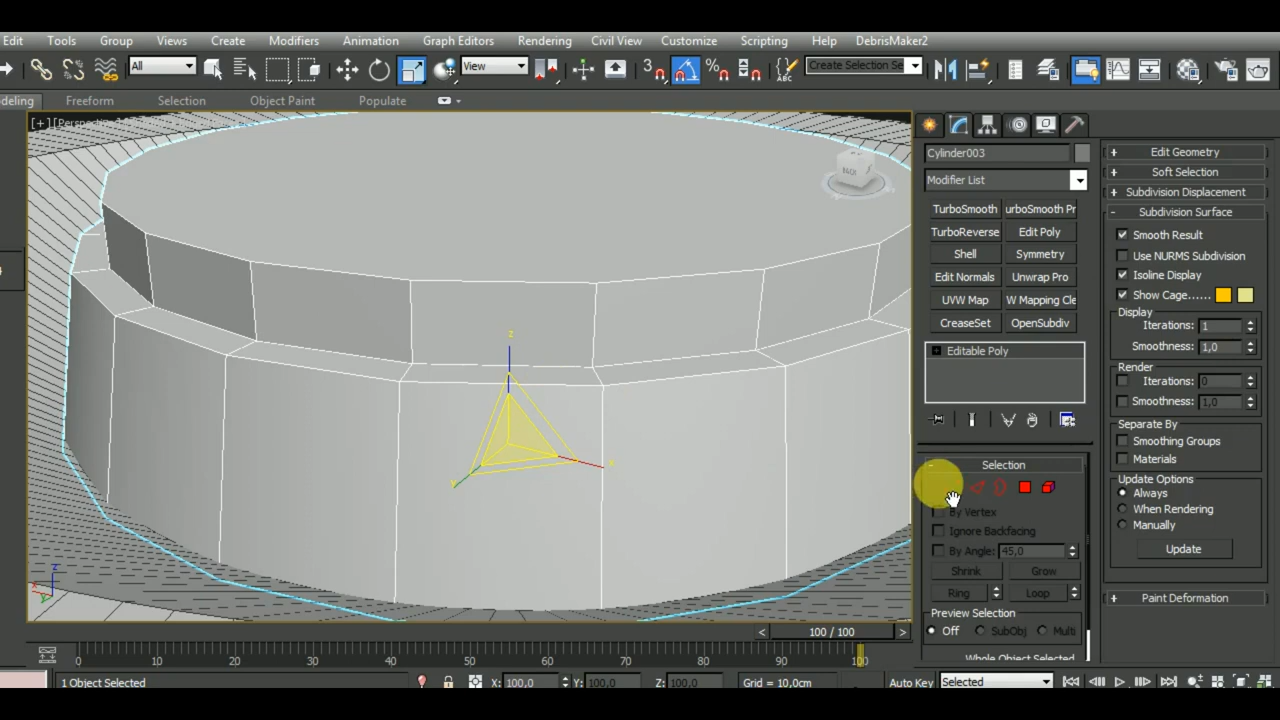 Edit Tools Group Views Create Modifiers Animation Graph Editors Rendering Civil View Customize Scripting Help DebrisMaker2
All View 3 ABC Create Selection Se
deling Freeform Selection Object Paint Populate
[+][Perspecti
BACK
z
x
y
z
x
y
Cylinder003
Modifier List
TurboSmooth urboSmooth Pr
TurboReverse Edit Poly
Shell Symmetry
Edit Normals Unwrap Pro
UVW Map W Mapping Cle
CreaseSet OpenSubdiv
Editable Poly
Selection
By Vertex
Ignore Backfacing
By Angle: 45,0
Shrink Grow
Ring Loop
Preview Selection
Off SubObj Multi
Whole Object Selected
+ Edit Geometry
+ Soft Selection
+ Subdivision Displacement
- Subdivision Surface
Smooth Result
Use NURMS Subdivision
Isoline Display
Show Cage......
Display
Iterations: 1
Smoothness: 1,0
Render
Iterations: 0
Smoothness: 1,0
Separate By
Smoothing Groups
Materials
Update Options
Always
When Rendering
Manually
Update
+ Paint Deformation
< 100 / 100 >
0 10 20 30 40 50 60 70 80 90 100
1 Object Selected X: 100,0 Y: 100,0 Z: 100,0 Grid = 10,0cm Auto Key Selected